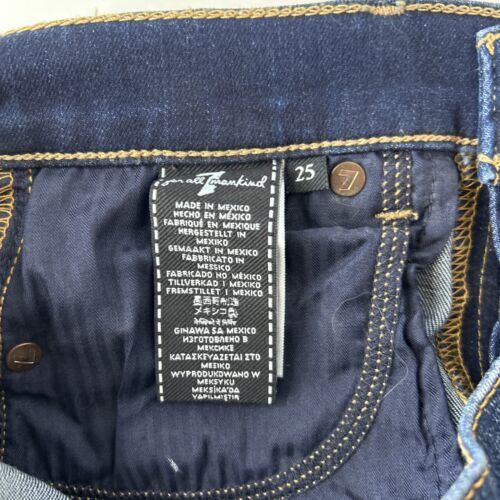 for all 7 mankind
25
7
MADE IN MEXICO
HECHO EN MÉXICO
FABRIQUÉ EN MEXIQUE
HERGESTELLT IN
MEXIKO
GEMAAKT IN MEXICO
FABBRICATO IN
MESSICO
FABRICADO NO MÉXICO
TILLVERKAD I MEXICO
FREMSTILLET I MEXICO
墨西哥制造
メキシコ製
GINAWA SA MEXICO
ИЗГОТОВЛЕНО В
МЕКСИКЕ
ΚΑΤΑΣΚΕΥΑΖΕΤΑΙ ΣΤΟ
ΜΕΞΙΚΟ
WYPRODUKOWANO W
MEKSYKU
MEKSİKA'DA
YAPILMIŞTIR